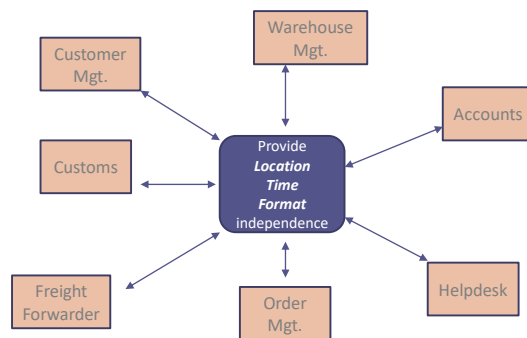 Warehouse
Mgt.
Customer
Mgt.
Accounts
Provide
Location
Time
Format
independence
Customs
Freight
Forwarder
Order
Mgt.
Helpdesk